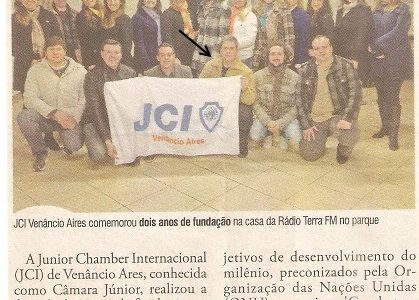 JCI
Venâncio Aires
JCI Venâncio Aires comemorou dois anos de fundação na casa da Rádio Terra FM no parque
A Junior Chamber Internacional
(JCI) de Venâncio Aires, conhecida
como Câmara Júnior, realizou a
jetivos de desenvolvimento do
milênio, preconizados pela Or-
ganização das Nações Unidas